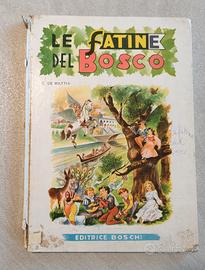 LE FATINE
DEL BOSCO
C. DE MATTIA
EDITRICE BOSCHI